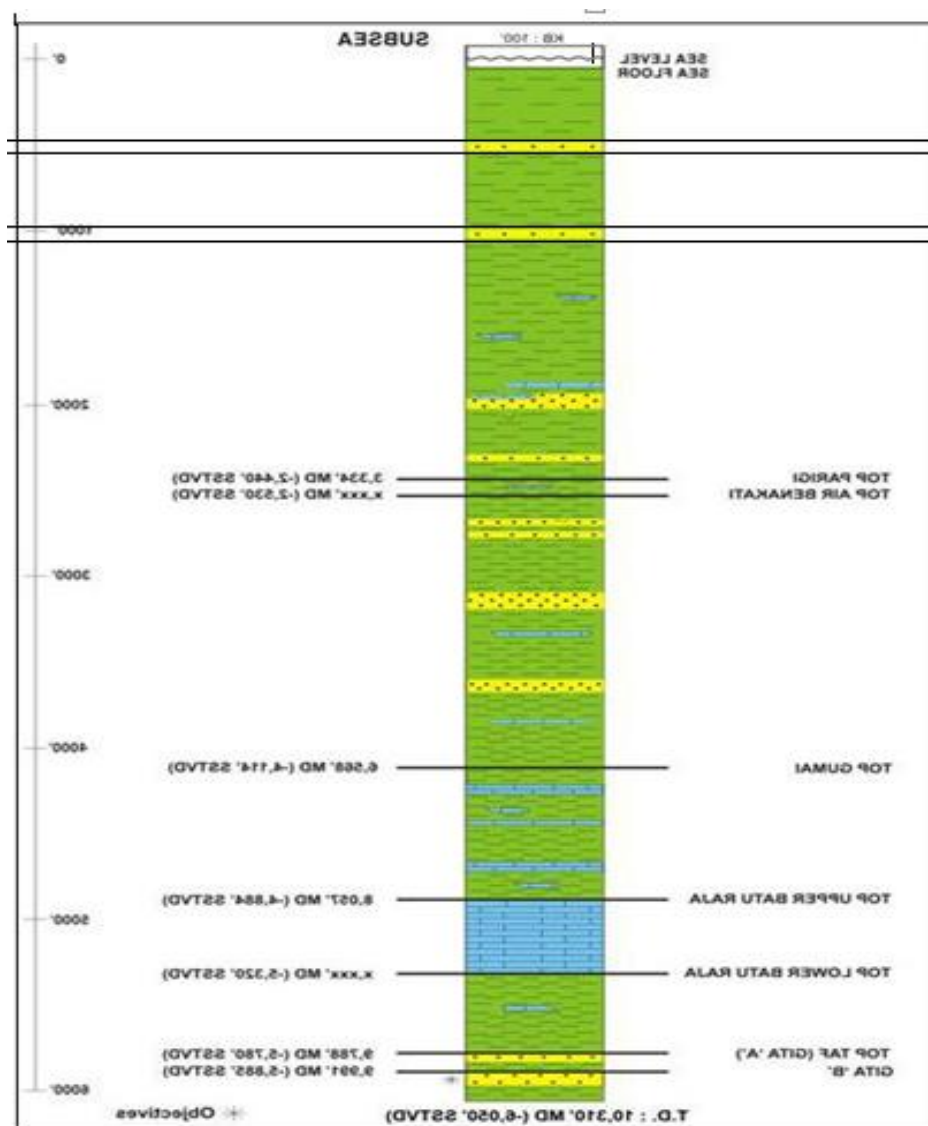 KB : 100'
SUBSEA
SEA LEVEL
SEA FLOOR
0'
1000'
2000'
TOP PARIGI
3,334' MD (-2,440' SSTVD)
TOP AIR BENAKATI
x,xxx' MD (-2,530' SSTVD)
3000'
4000'
TOP GUMAI
6,568' MD (-4,114' SSTVD)
TOP UPPER BATU RAJA
8,057' MD (-4,884' SSTVD)
5000'
TOP LOWER BATU RAJA
x,xxx' MD (-5,320' SSTVD)
TOP TAF (GITA 'A')
9,788' MD (-5,780' SSTVD)
GITA 'B'
9,991' MD (-5,885' SSTVD)
6000'
T.D. : 10,310' MD (-6,050' SSTVD)
Objectives